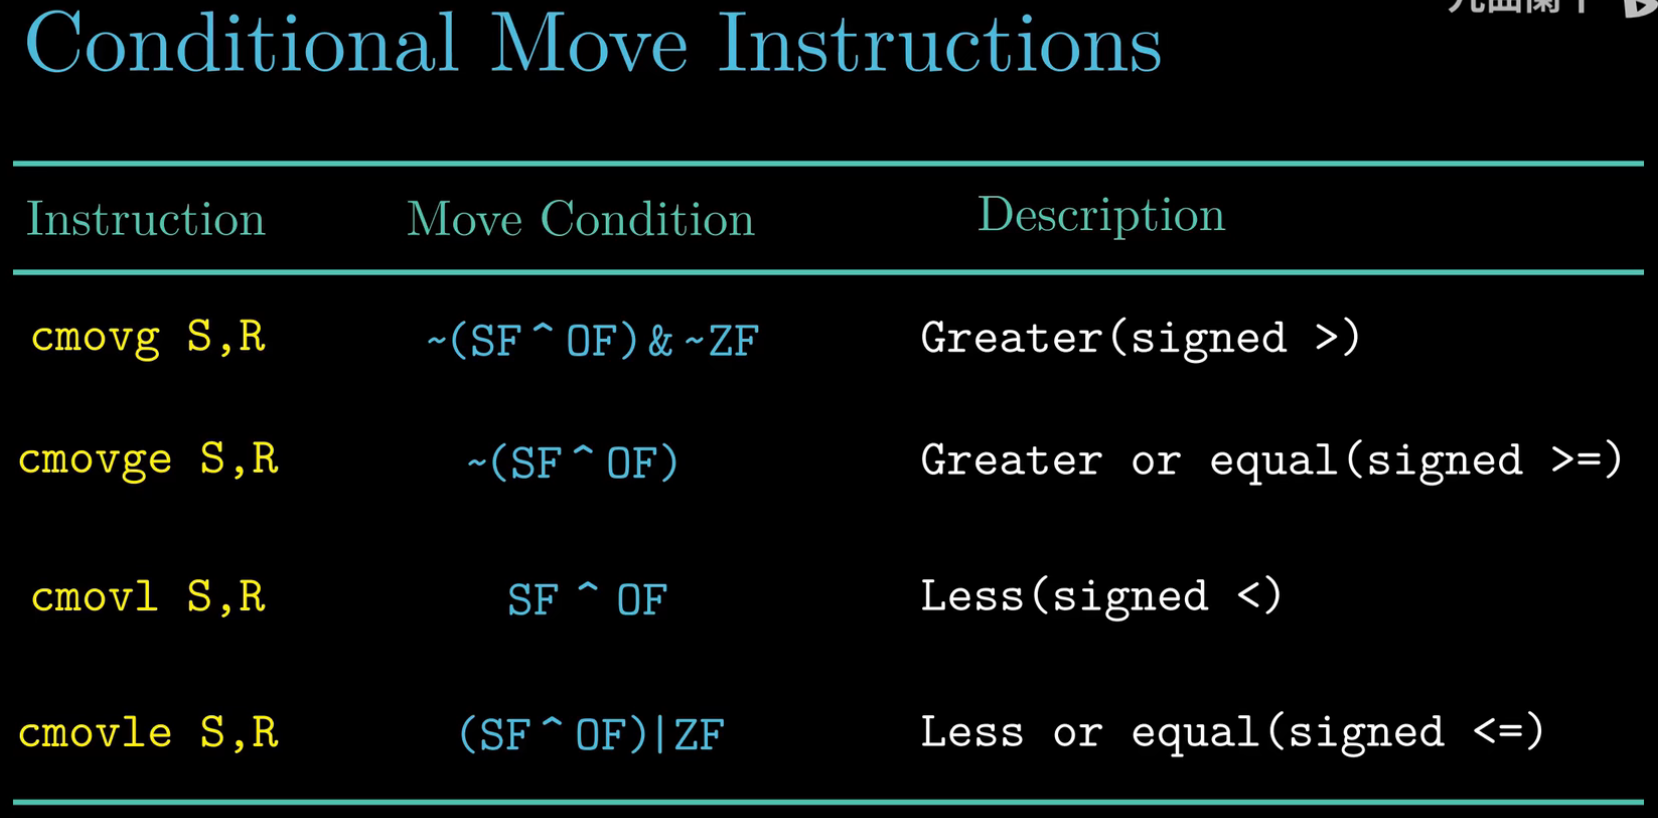 Conditional Move Instructions
Instruction Move Condition Description
cmovg S,R ~(SF ^ OF) & ~ZF Greater(signed >)
cmovge S,R ~(SF ^ OF) Greater or equal(signed >=)
cmovl S,R SF ^ OF Less(signed <)
cmovle S,R (SF ^ OF)|ZF Less or equal(signed <=)